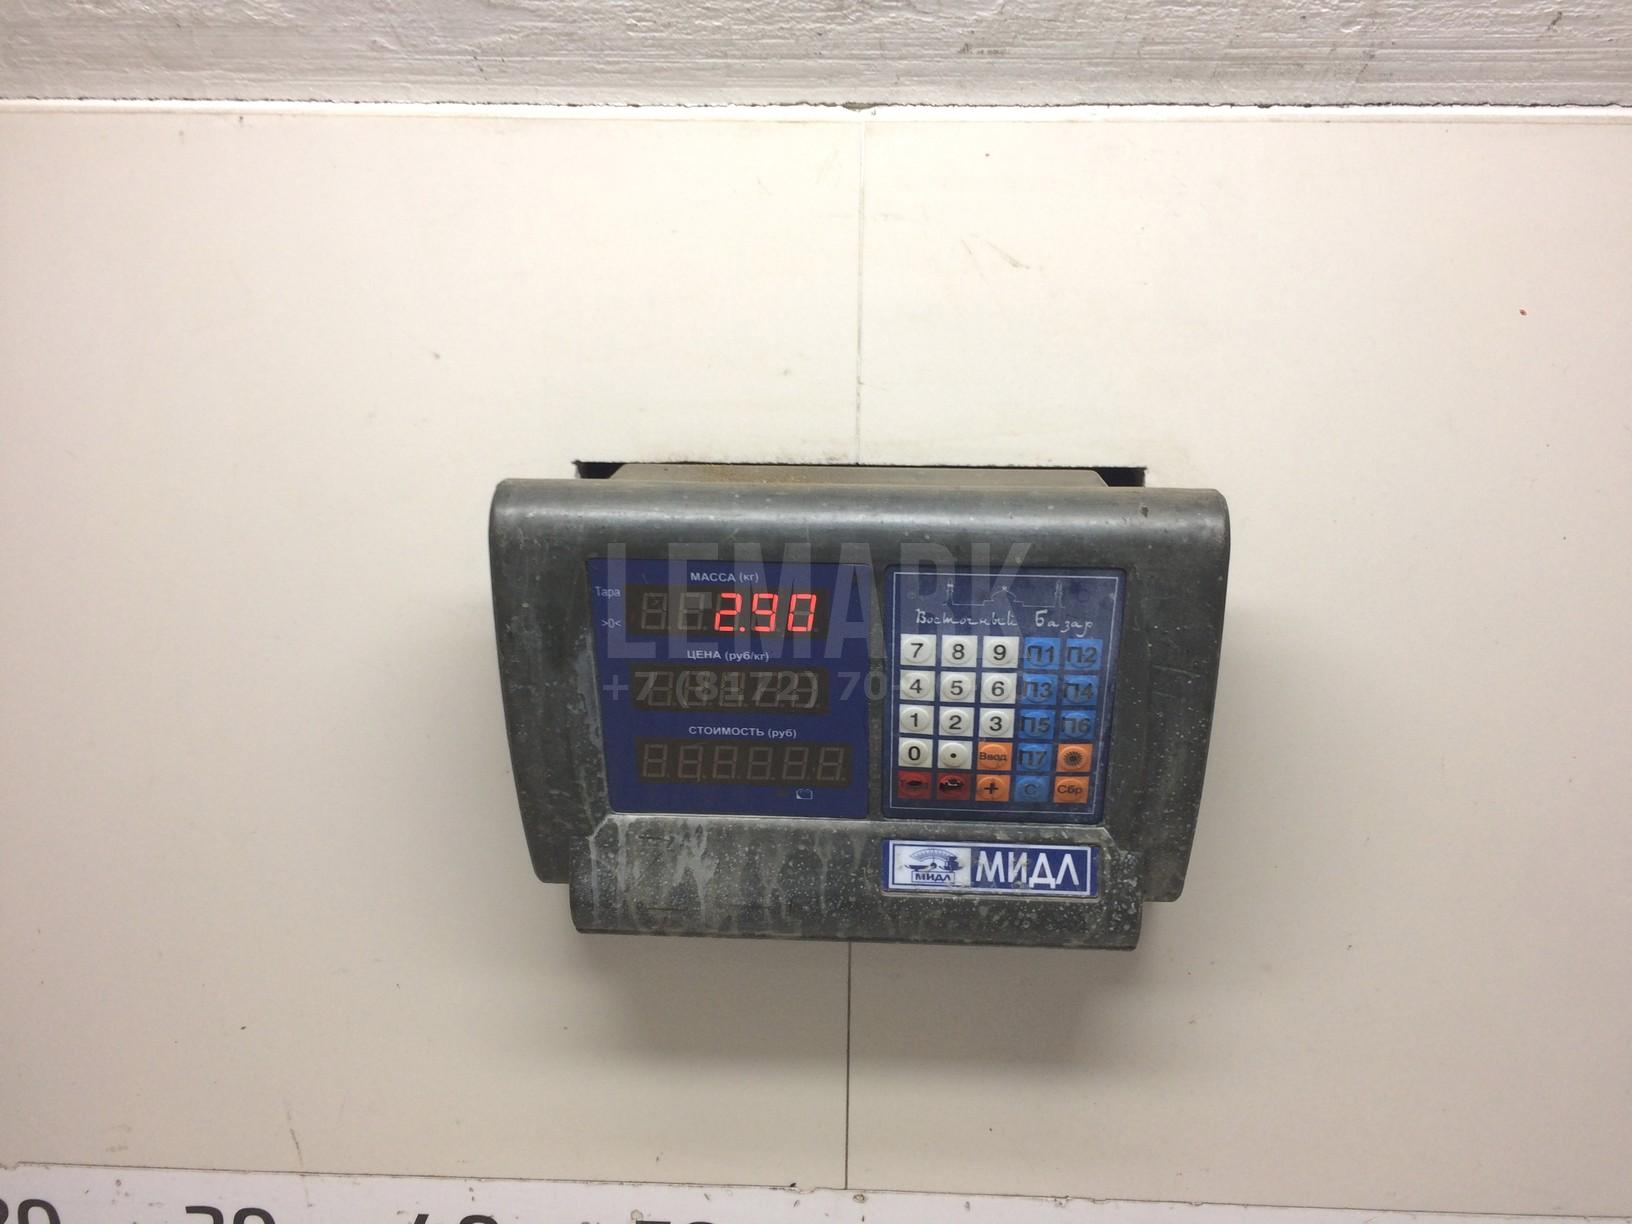 LEMARK
+7 (8172) 70-
МАССА (кг)
Тара
2.90
>0<
ЦЕНА (руб/кг)
СТОИМОСТЬ (руб)
Восточный Базар
7 8 9 П1 П2
4 5 6 П3 П4
1 2 3 П5 П6
0 . Ввод П7
+ С Сбр
МИДЛ
МИДЛ